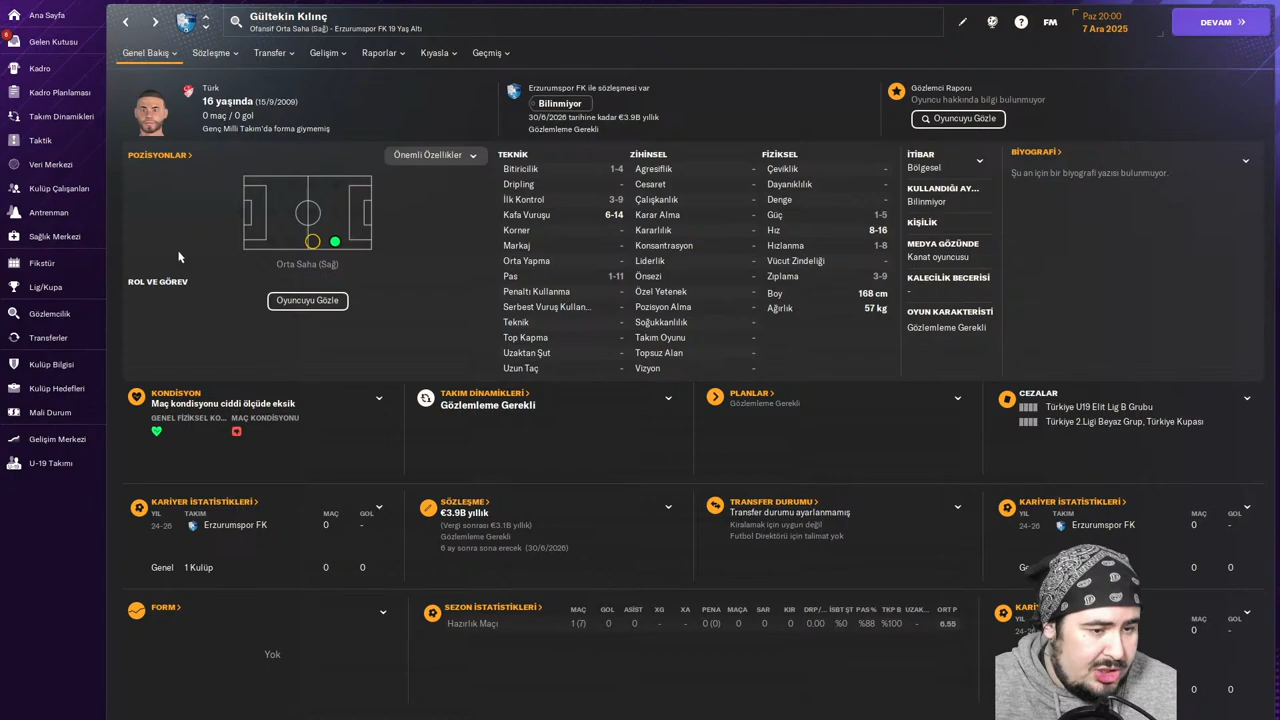 Ana Sayfa
6
Gelen Kutusu
Kadro
Kadro Planlaması
Takım Dinamikleri
Taktik
Veri Merkezi
Kulüp Çalışanları
Antrenman
Sağlık Merkezi
Fikstür
Lig/Kupa
Gözlemcilik
Transferler
Kulüp Bilgisi
Kulüp Hedefleri
Mali Durum
Gelişim Merkezi
U-19 Takımı
Gültekin Kılınç
Ofansif Orta Saha (Sağ) - Erzurumspor FK 19 Yaş Altı
FM
Paz 20:00
7 Ara 2025
DEVAM
Genel Bakış
Sözleşme
Transfer
Gelişim
Raporlar
Kıyasla
Geçmiş
Türk
16 yaşında (15/9/2009)
0 maç / 0 gol
Genç Milli Takım'da forma giymemiş
Erzurumspor FK ile sözleşmesi var
Bilinmiyor
30/6/2026 tarihine kadar €3.9B yıllık
Gözlemleme Gerekli
Gözlemci Raporu
Oyuncu hakkında bilgi bulunmuyor
Oyuncuyu Gözle
POZİSYONLAR
Önemli Özellikler
Orta Saha (Sağ)
ROL VE GÖREV
Oyuncuyu Gözle
TEKNİK
Bitiricilik 1-4
Dripling -
İlk Kontrol 3-9
Kafa Vuruşu 6-14
Korner -
Markaj -
Orta Yapma -
Pas 1-11
Penaltı Kullanma -
Serbest Vuruş Kullan... -
Teknik -
Top Kapma -
Uzaktan Şut -
Uzun Taç -
ZİHİNSEL
Agresiflik -
Cesaret -
Çalışkanlık -
Karar Alma -
Kararlılık -
Konsantrasyon -
Liderlik -
Önsezi -
Özel Yetenek -
Pozisyon Alma -
Soğukkanlılık -
Takım Oyunu -
Topsuz Alan -
Vizyon -
FİZİKSEL
Çeviklik -
Dayanıklılık -
Denge -
Güç 1-5
Hız 8-16
Hızlanma 1-8
Vücut Zindeliği -
Zıplama 3-9
Boy 168 cm
Ağırlık 57 kg
İTİBAR
Bölgesel
KULLANDIĞI AY...
Bilinmiyor
KİŞİLİK
MEDYA GÖZÜNDE
Kanat oyuncusu
KALECİLİK BECERİSİ
-
OYUN KARAKTERİSTİ
Gözlemleme Gerekli
BİYOGRAFİ
Şu an için bir biyografi yazısı bulunmuyor.
KONDİSYON
Maç kondisyonu ciddi ölçüde eksik
GENEL FİZİKSEL KO... MAÇ KONDİSYONU
TAKIM DİNAMİKLERİ
Gözlemleme Gerekli
PLANLAR
Gözlemleme Gerekli
CEZALAR
Türkiye U19 Elit Lig B Grubu
Türkiye 2.Ligi Beyaz Grup, Türkiye Kupası
KARİYER İSTATİSTİKLERİ
YIL TAKIM MAÇ GOL
24-26 Erzurumspor FK 0 -
Genel 1 Kulüp 0 0
SÖZLEŞME
€3.9B yıllık
(Vergi sonrası €3.1B yıllık)
Gözlemleme Gerekli
6 ay sonra sona erecek (30/6/2026)
TRANSFER DURUMU
Transfer durumu ayarlanmamış
Kiralamak için uygun değil
Futbol Direktörü için talimat yok
KARİYER İSTATİSTİKLERİ
YIL TAKIM MAÇ GOL
24-26 Erzurumspor FK 0 -
Ge 0 0
FORM
Yok
SEZON İSTATİSTİKLERİ MAÇ GOL ASİST XG XA PENA MAÇA SAR KIR DRP/... İSBT ŞT PAS % TKP B UZAK... ORT P
Hazırlık Maçı 1 (7) 0 0 - - 0 (0) 0 0 0 0.00 %0 %88 %100 - 6.55
KARİ
YIL MAÇ GOL
24-26 0 -
0 0